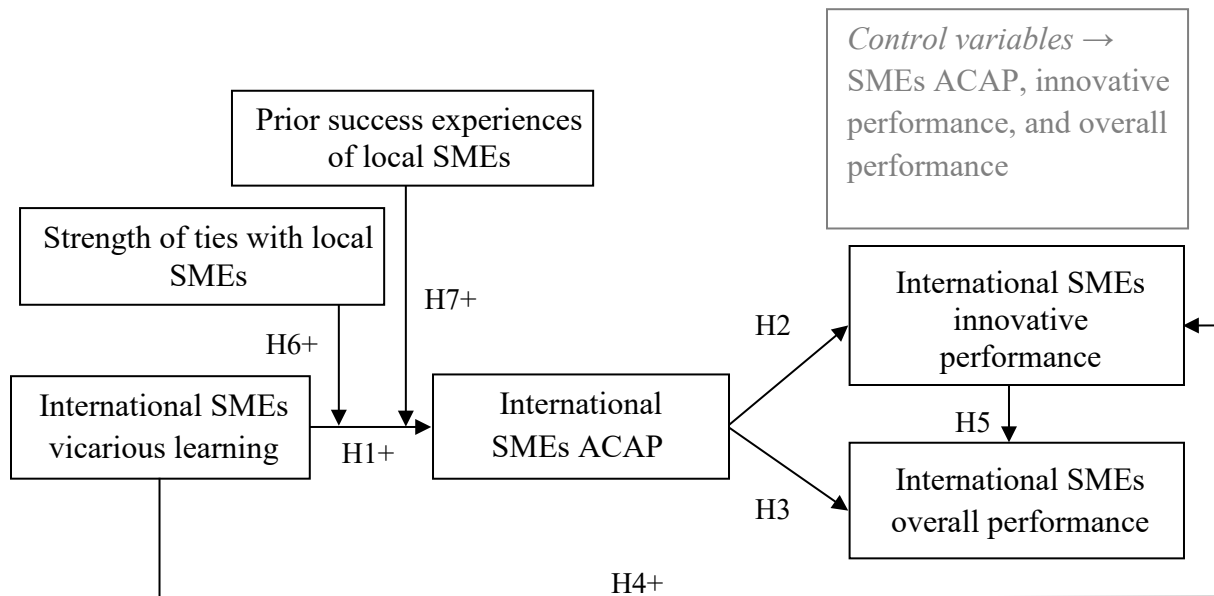 Control variables →
SMEs ACAP, innovative
performance, and overall
performance
Prior success experiences
of local SMEs
Strength of ties with local
SMEs
H7+
H6+
International SMEs
innovative
performance
H2
International SMEs
vicarious learning
H1+
International
SMEs ACAP
H5
H3
International SMEs
overall performance
H4+